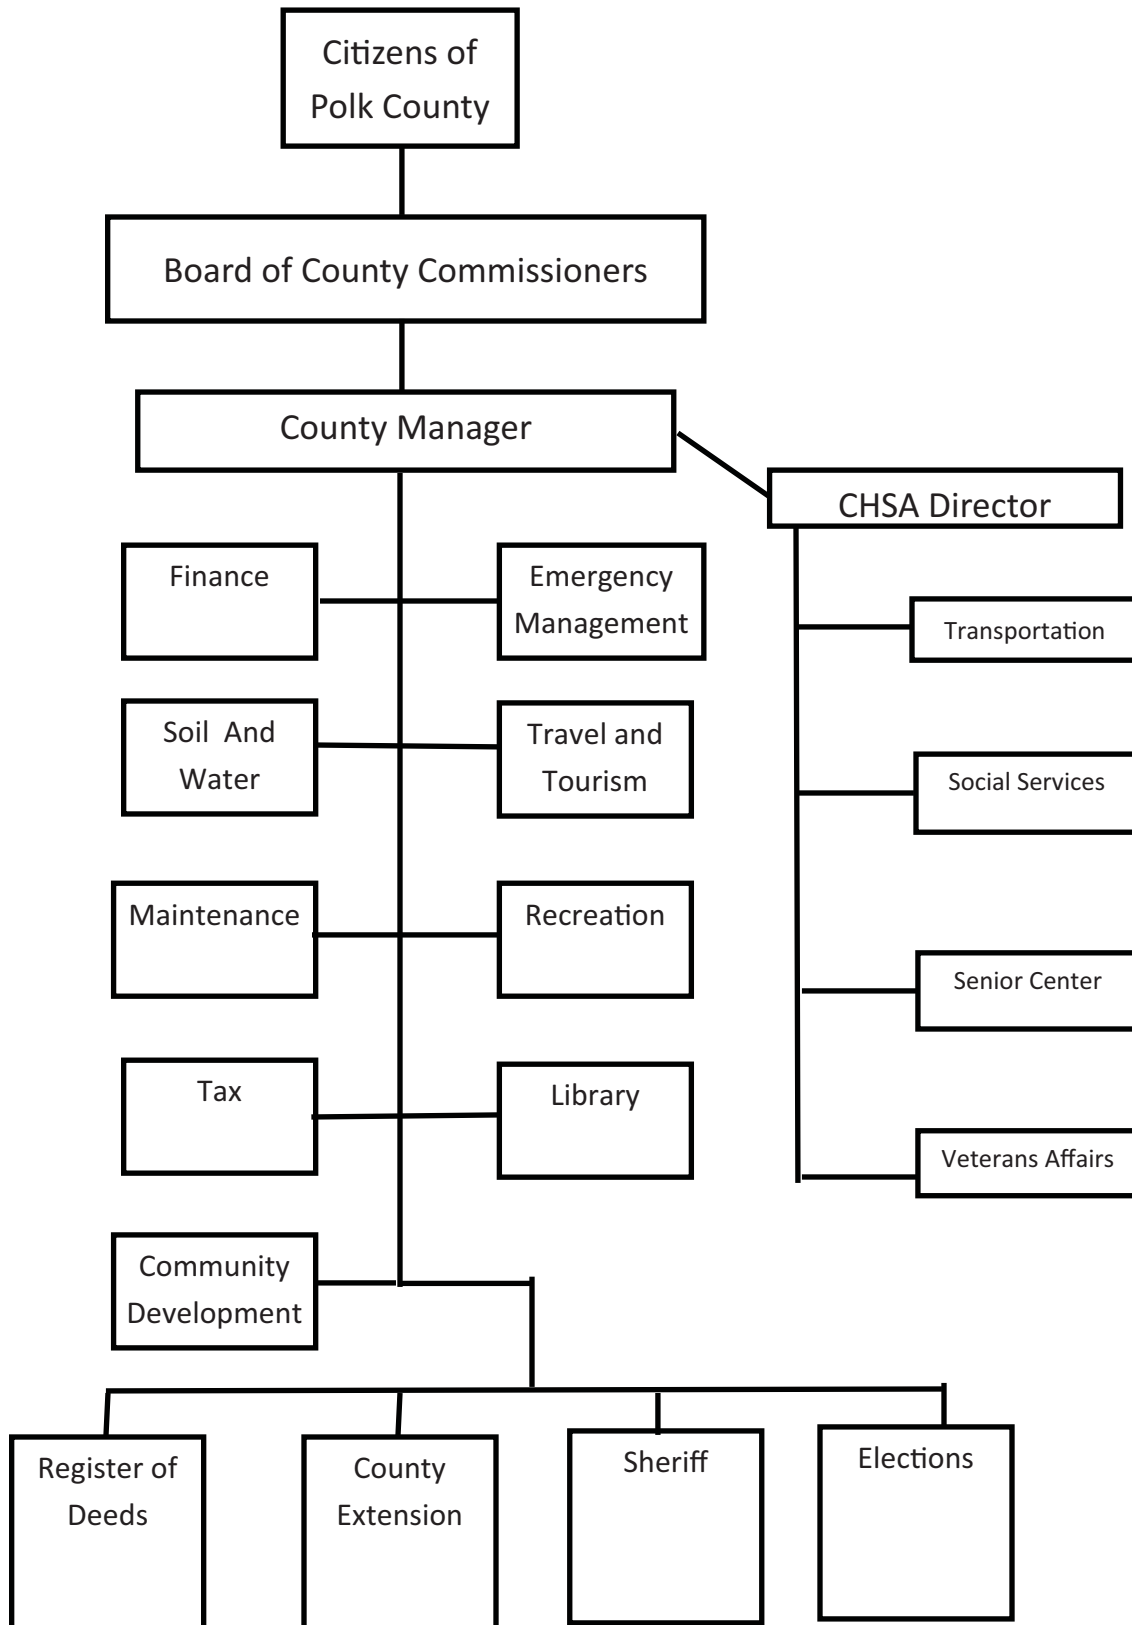 Citizens of
Polk County
Board of County Commissioners
County Manager
CHSA Director
Finance
Emergency
Management
Transportation
Soil And
Water
Travel and
Tourism
Social Services
Maintenance
Recreation
Senior Center
Tax
Library
Veterans Affairs
Community
Development
Register of
Deeds
County
Extension
Sheriff
Elections